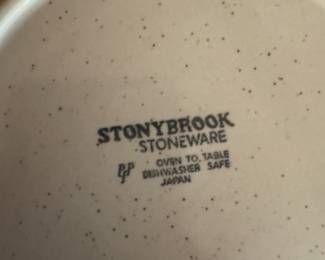 STONYBROOK
STONEWARE
OVEN TO TABLE
DISHWASHER SAFE
JAPAN